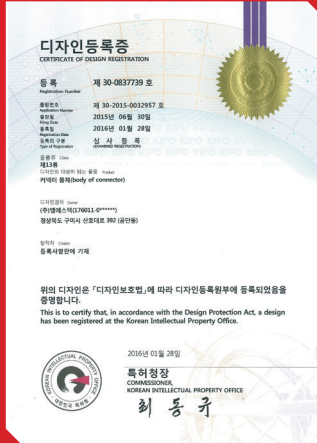 디자인등록증
CERTIFICATE OF DESIGN REGISTRATION
등 록 제 30-0837739 호
Registration Number
출원번호 제 30-2015-0032957 호
Application Number
출원일 2015년 06월 30일
Filing Date
등록일 2016년 01월 28일
Registration Date
등록의 구분 심 사 등 록
Type of Registration (EXAMINED REGISTRATION)
물품류 Class
제13류
디자인의 대상이 되는 물품 Product
커넥터 몸체(body of connector)
디자인권자 Owner
(주)엠에스텍(176011-0******)
경상북도 구미시 산호대로 392 (공단동)
창작자 Creator
등록사항란에 기재
위의 디자인은 「디자인보호법」에 따라 디자인등록원부에 등록되었음을
증명합니다.
This is to certify that, in accordance with the Design Protection Act, a design
has been registered at the Korean Intellectual Property Office.
2016년 01월 28일
특허청장
COMMISSIONER,
KOREAN INTELLECTUAL PROPERTY OFFICE
최동규
KOREAN INTELLECTUAL PROPERTY OFFICE
대한민국 특허청